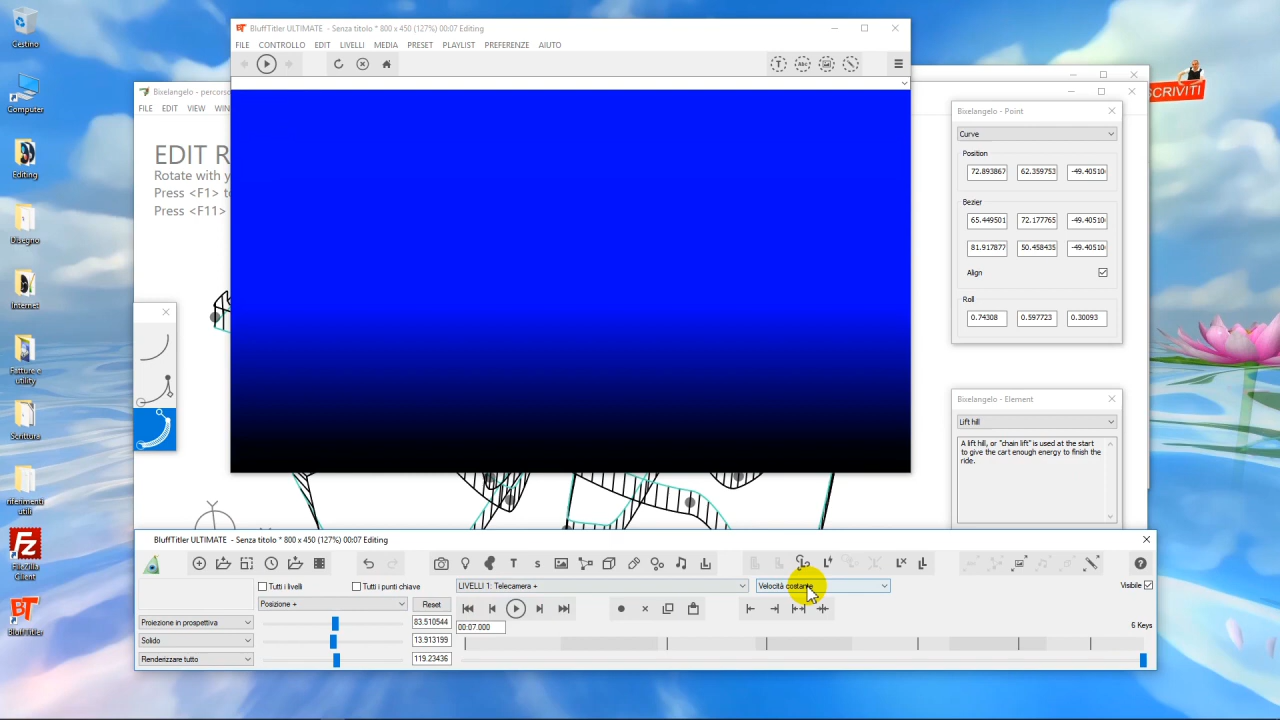 Cestino
Computer
Editing
Disegno
Internet
Fatture e
utility
Scrittura
riferimenti
utili
FileZilla
Client
BluffTitler
BluffTitler ULTIMATE - Senza titolo * 800 x 450 (127%) 00:07 Editing
FILE CONTROLLO EDIT LIVELLI MEDIA PRESET PLAYLIST PREFERENZE AIUTO
Bixelangelo - percorso
FILE EDIT VIEW WIN
EDIT R
Rotate with y
Press <F1> to
Press <F11>
SCRIVITI
Bixelangelo - Point
Curve
Position
72.893867 62.359753 -49.405104
Bezier
65.449501 72.177765 -49.405104
81.917877 50.458435 -49.405104
Align
Roll
0.74308 0.597723 0.30093
Bixelangelo - Element
Lift hill
A lift hill, or "chain lift" is used at the start
to give the cart enough energy to finish the
ride.
BluffTitler ULTIMATE - Senza titolo * 800 x 450 (127%) 00:07 Editing
Tutti i livelli Tutti i punti chiave LIVELLI 1: Telecamera + Velocità costante Visibile
Posizione + Reset
Proiezione in prospettiva 83.510544
00:07.000 6 Keys
Solido 13.913199
Renderizzare tutto 119.23436